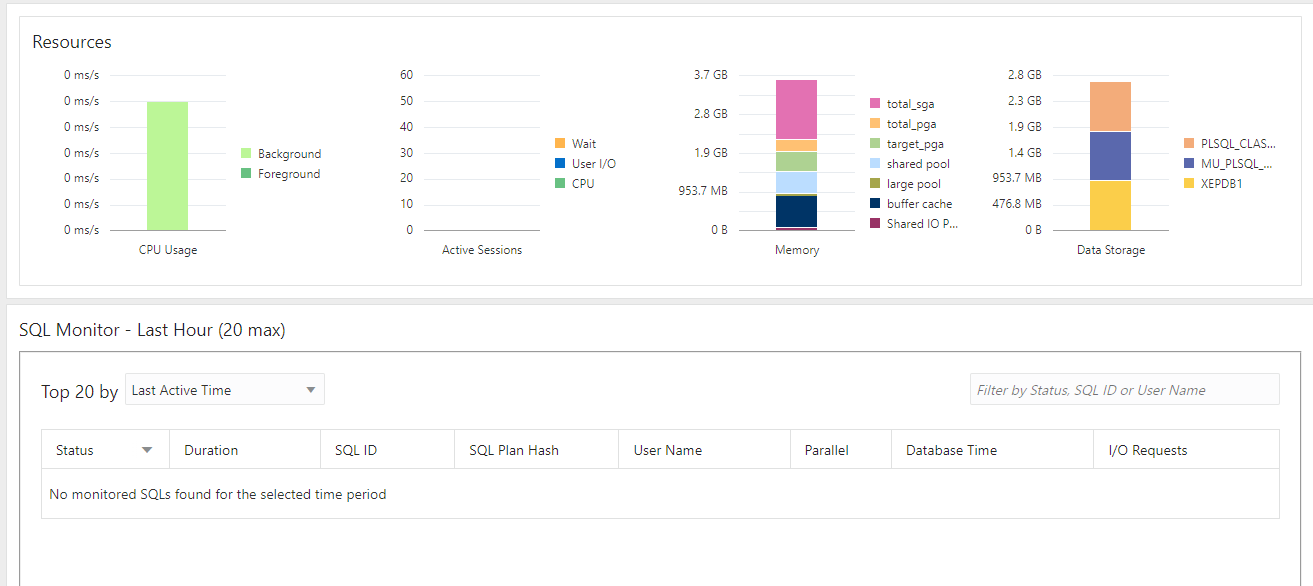 Resources
0 ms/s
0 ms/s
0 ms/s
0 ms/s
0 ms/s
0 ms/s
0 ms/s
CPU Usage
Background
Foreground
60
50
40
30
20
10
0
Active Sessions
Wait
User I/O
CPU
3.7 GB
2.8 GB
1.9 GB
953.7 MB
0 B
Memory
total_sga
total_pga
target_pga
shared pool
large pool
buffer cache
Shared IO P...
2.8 GB
2.3 GB
1.9 GB
1.4 GB
953.7 MB
476.8 MB
0 B
Data Storage
PLSQL_CLAS...
MU_PLSQL_...
XEPDB1
SQL Monitor - Last Hour (20 max)
Top 20 by Last Active Time
Filter by Status, SQL ID or User Name
Status Duration SQL ID SQL Plan Hash User Name Parallel Database Time I/O Requests
No monitored SQLs found for the selected time period